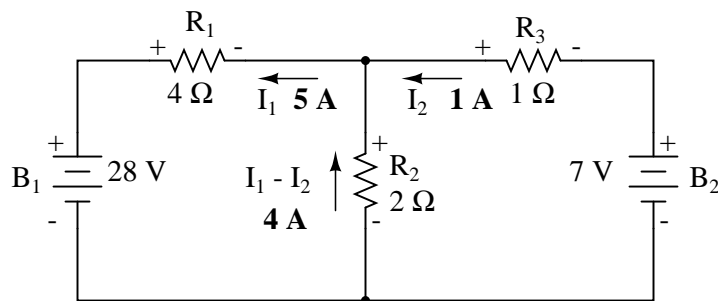 + R1 -
4 Ω
+ R3 -
1 Ω
I1 5 A
I2 1 A
+
B1 28 V
-
I1 - I2
4 A
+
R2
2 Ω
-
+
7 V B2
-